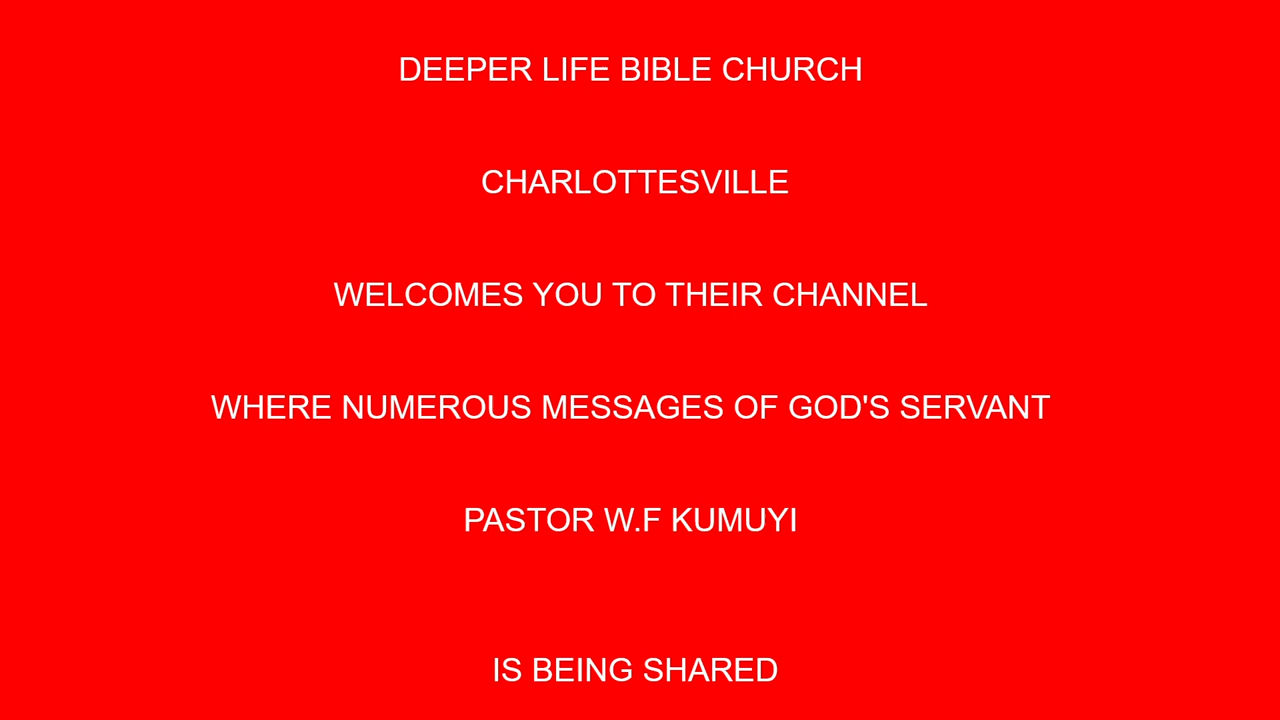 DEEPER LIFE BIBLE CHURCH
CHARLOTTESVILLE
WELCOMES YOU TO THEIR CHANNEL
WHERE NUMEROUS MESSAGES OF GOD'S SERVANT
PASTOR W.F KUMUYI
IS BEING SHARED